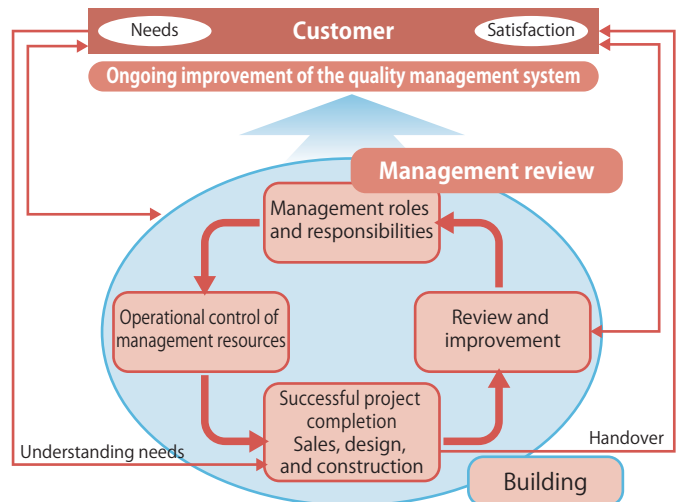 Needs
Customer
Satisfaction
Ongoing improvement of the quality management system
Management review
Management roles
and responsibilities
Operational control of
management resources
Review and
improvement
Successful project
completion
Sales, design,
and construction
Understanding needs
Handover
Building